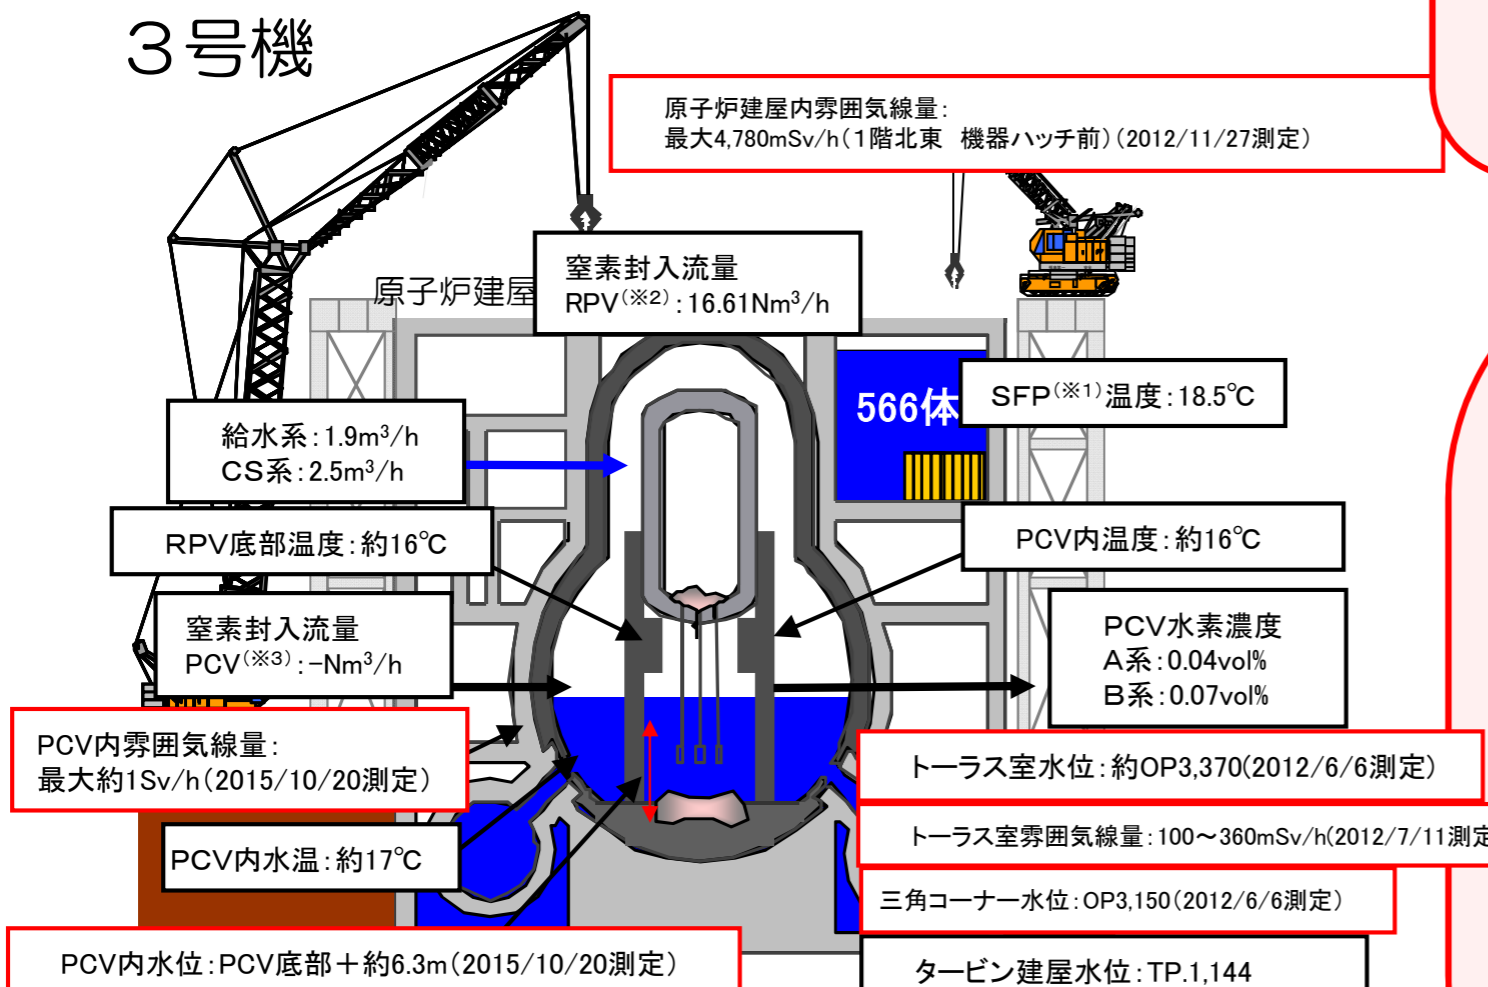 ３号機
原子炉建屋内雰囲気線量：
最大4,780mSv/h（１階北東　機器ハッチ前）（2012/11/27測定）
窒素封入流量
RPV(※2)：16.61Nm³/h
原子炉建屋
566体
ＳＦＰ(※1)温度：18.5℃
給水系：1.9m³/h
ＣＳ系：2.5m³/h
ＲＰＶ底部温度：約16℃
PCV内温度：約16℃
窒素封入流量
PCV(※3)：-Nm³/h
ＰＣＶ水素濃度
Ａ系：0.04vol%
Ｂ系：0.07vol%
PCV内雰囲気線量：
最大約1Sv/h（2015/10/20測定）
トーラス室水位：約OP3,370(2012/6/6測定）
トーラス室雰囲気線量：100～360mSv/h(2012/7/11測定
PCV内水温：約17℃
三角コーナー水位：OP3,150（2012/6/6測定）
PCV内水位：PCV底部＋約6.3m（2015/10/20測定）
タービン建屋水位：TP.1,144